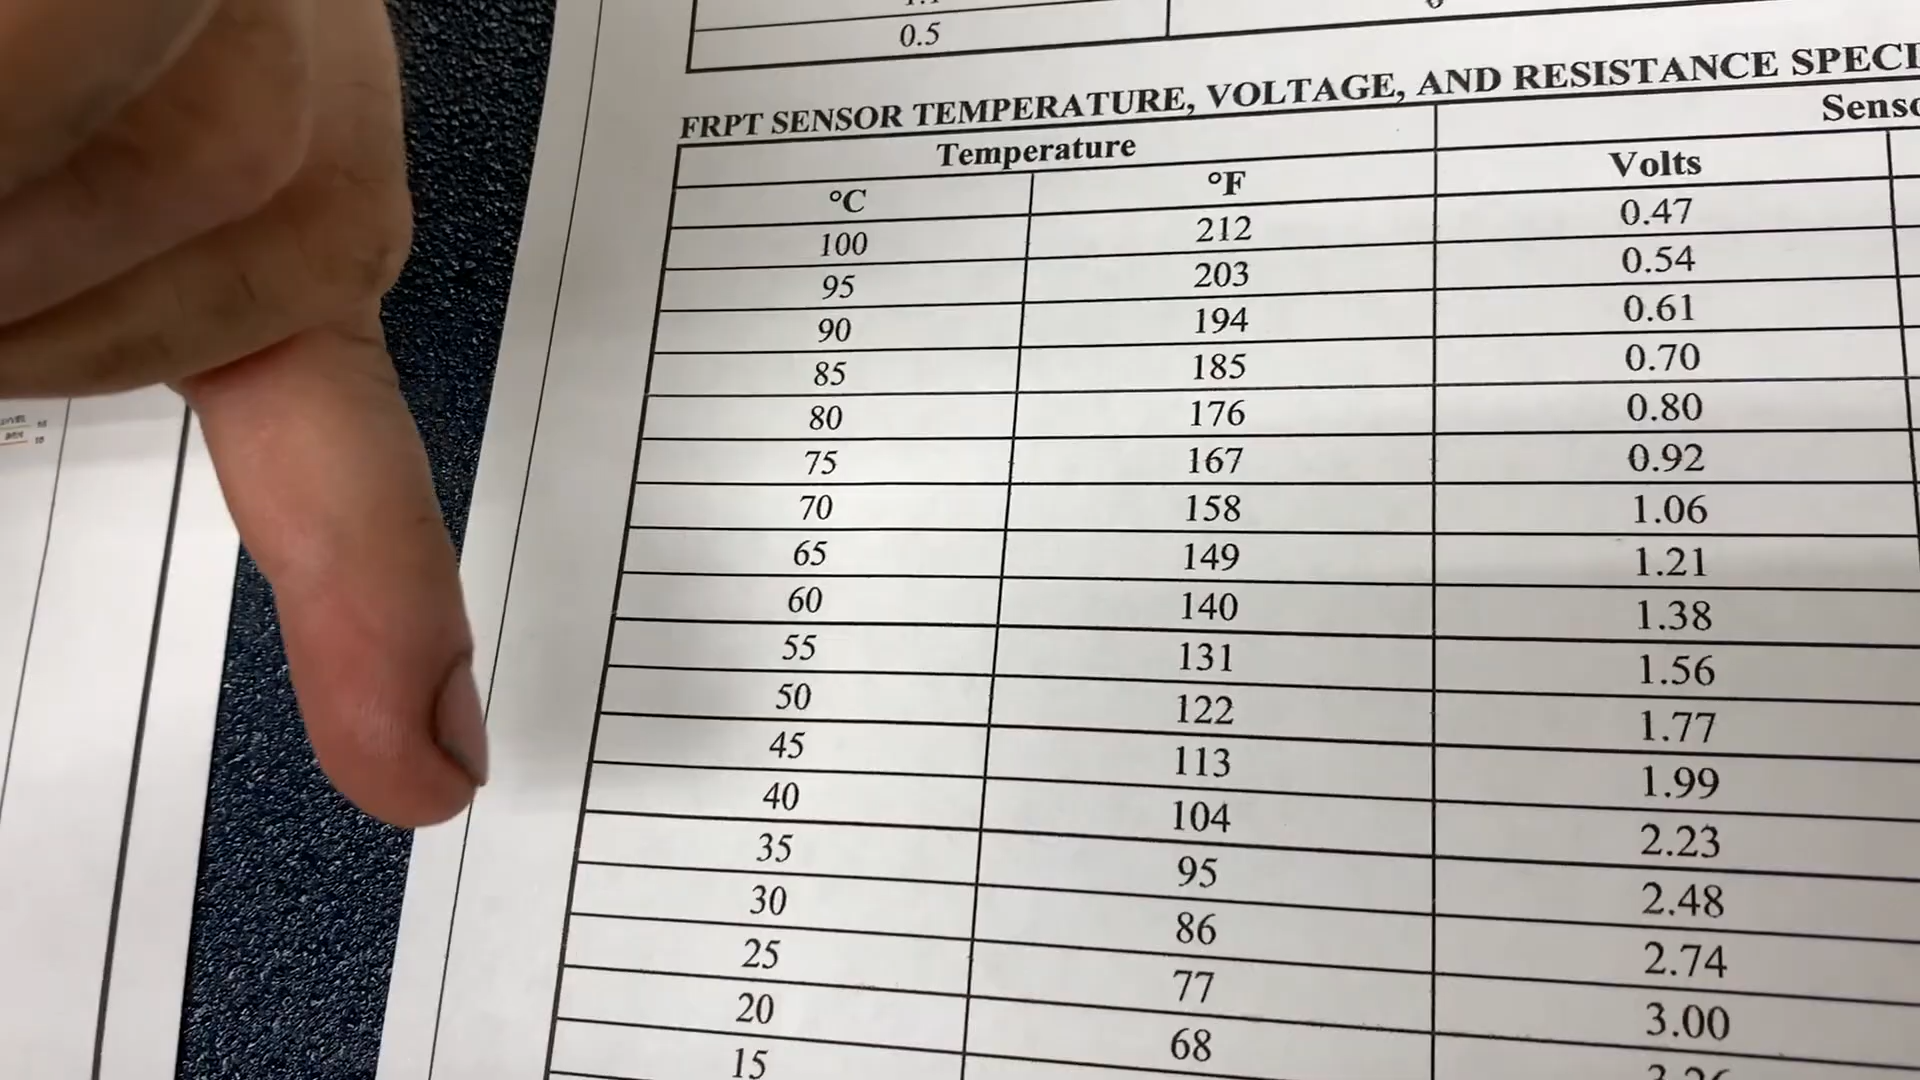 0.5
FRPT SENSOR TEMPERATURE, VOLTAGE, AND RESISTANCE
Temperature
°C °F Volts
100 212 0.47
95 203 0.54
90 194 0.61
85 185 0.70
80 176 0.80
75 167 0.92
70 158 1.06
65 149 1.21
60 140 1.38
55 131 1.56
50 122 1.77
45 113 1.99
40 104 2.23
35 95 2.48
30 86 2.74
25 77 3.00
20 68
15